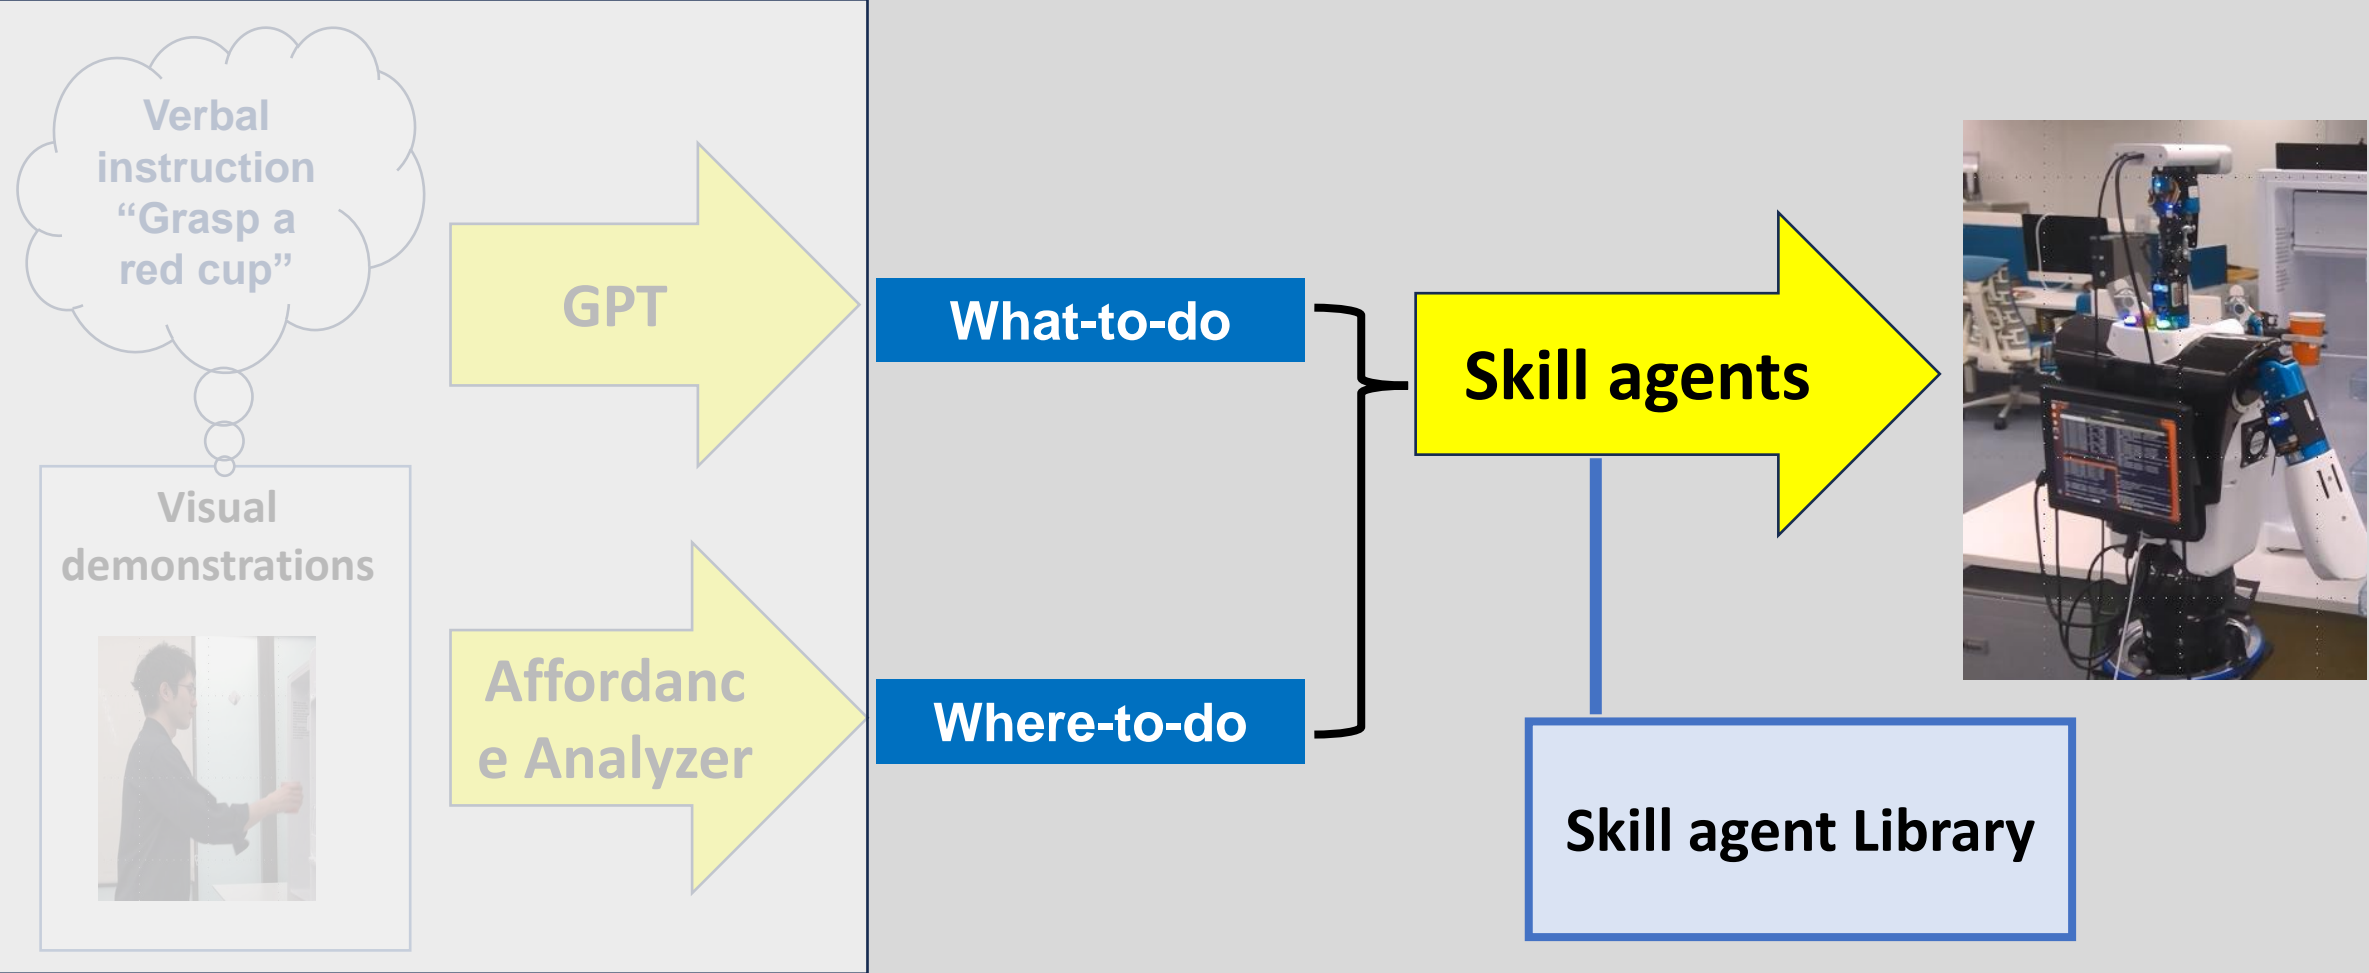 Verbal
instruction
“Grasp a
red cup”
Visual
demonstrations
GPT
Affordanc
e Analyzer
What-to-do
Where-to-do
Skill agents
Skill agent Library